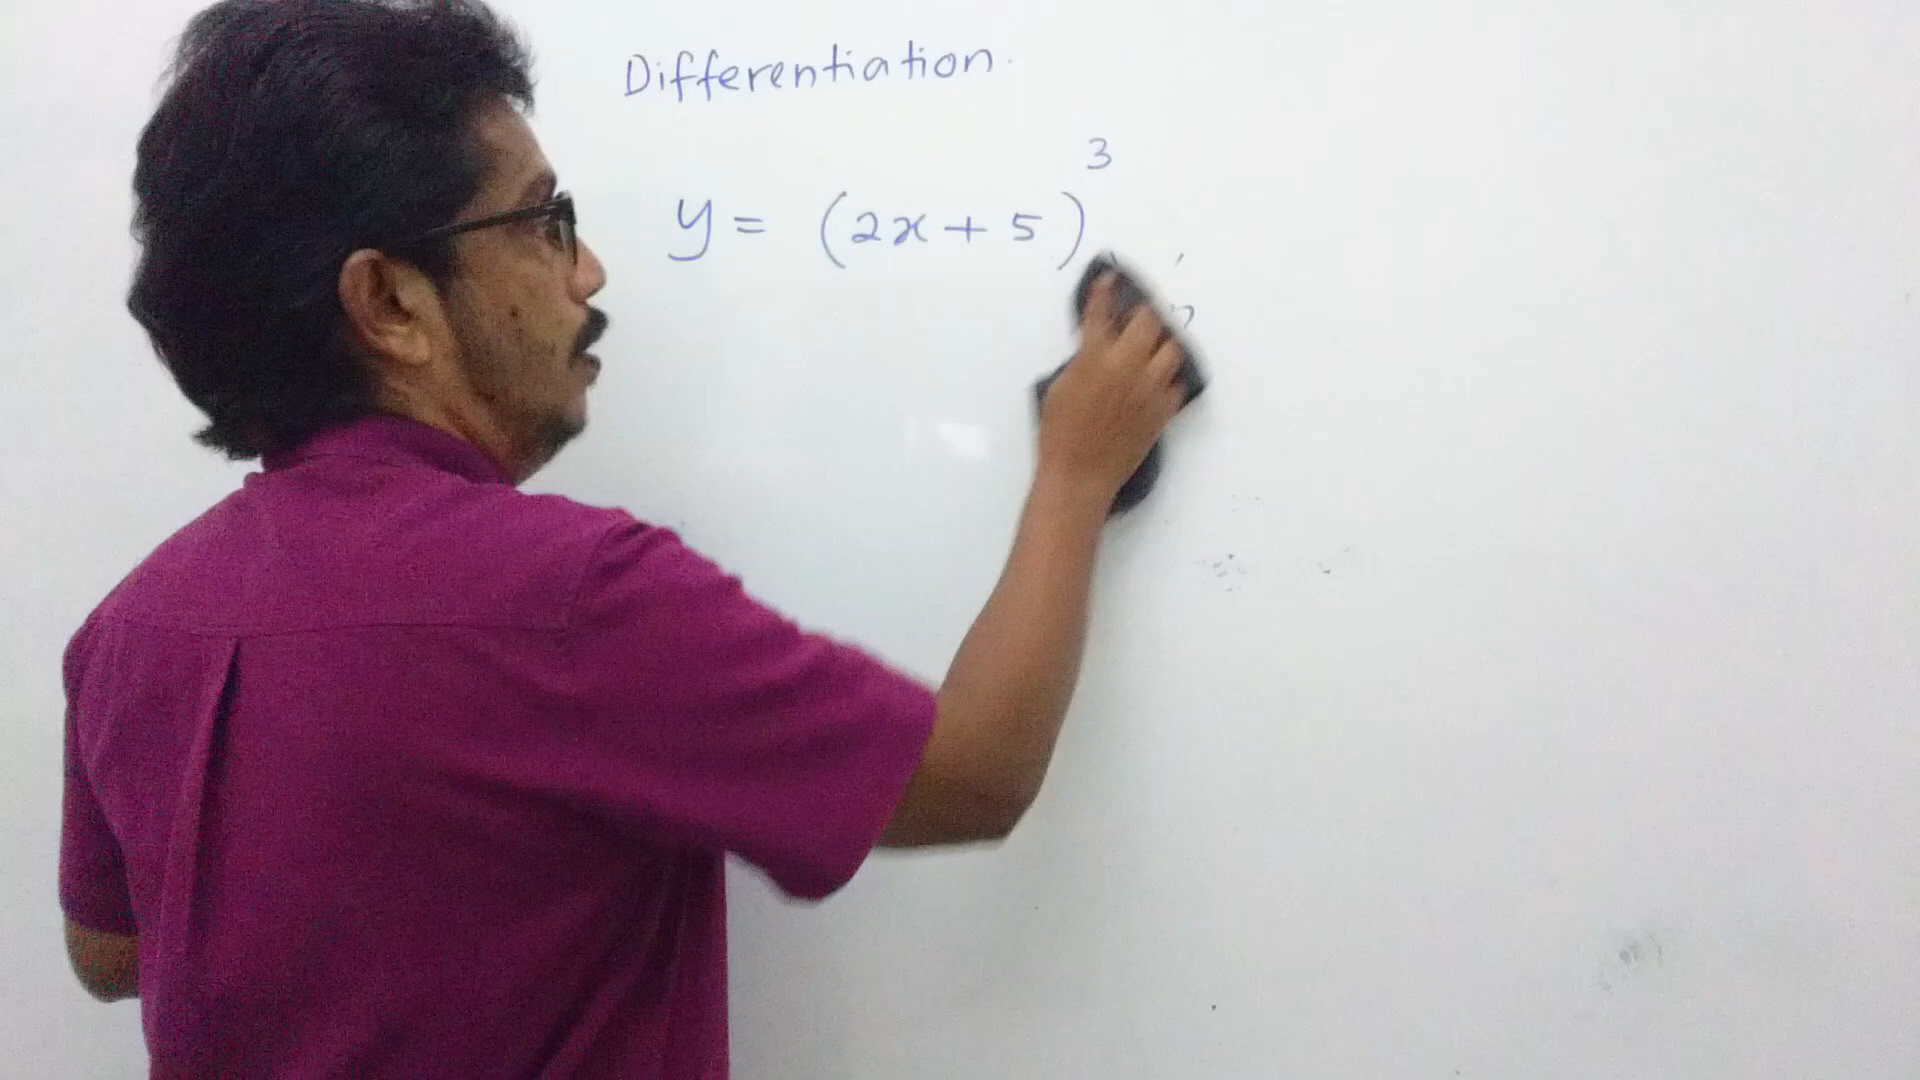 Differentiation.
y = (2x + 5)³